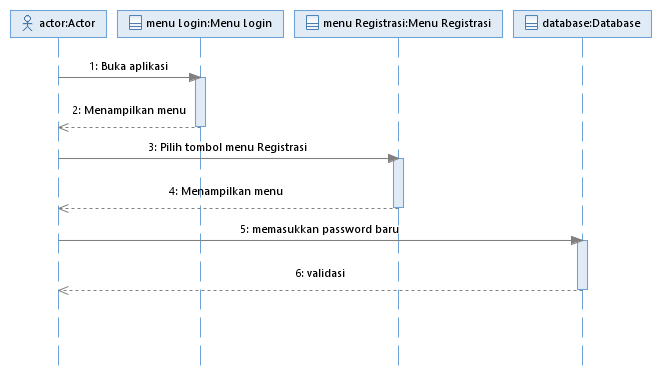 actor:Actor
menu Login:Menu Login
menu Registrasi:Menu Registrasi
database:Database
1: Buka aplikasi
2: Menampilkan menu
3: Pilih tombol menu Registrasi
4: Menampilkan menu
5: memasukkan password baru
6: validasi